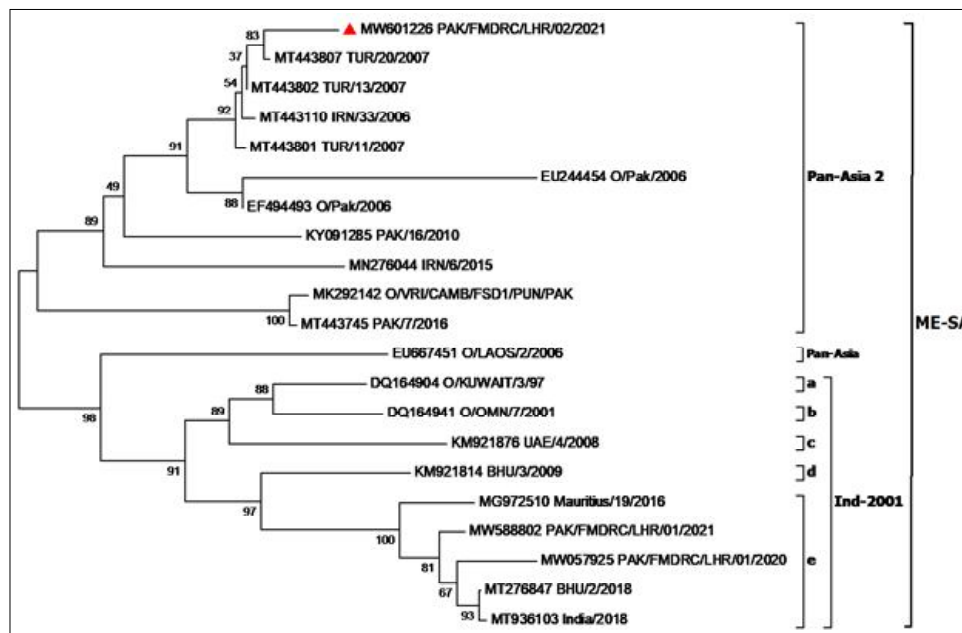 MW601226 PAK/FMDRC/LHR/02/2021
83
MT443807 TUR/20/2007
37
MT443802 TUR/13/2007
54
MT443110 IRN/33/2006
92
MT443801 TUR/11/2007
91
EU244454 O/Pak/2006
Pan-Asia 2
49
88
EF494493 O/Pak/2006
89
KY091285 PAK/16/2010
MN276044 IRN/6/2015
MK292142 O/VRI/CAMB/FSD1/PUN/PAK
100
MT443745 PAK/7/2016
ME-SA
EU667451 O/LAOS/2/2006
Pan-Asia
DQ164904 O/KUWAIT/3/97
a
88
DQ164941 O/OMN/7/2001
b
98
89
KM921876 UAE/4/2008
c
91
KM921814 BHU/3/2009
d
97
MG972510 Mauritius/19/2016
Ind-2001
100
MW588802 PAK/FMDRC/LHR/01/2021
81
MW057925 PAK/FMDRC/LHR/01/2020
e
67
MT276847 BHU/2/2018
93
MT936103 India/2018